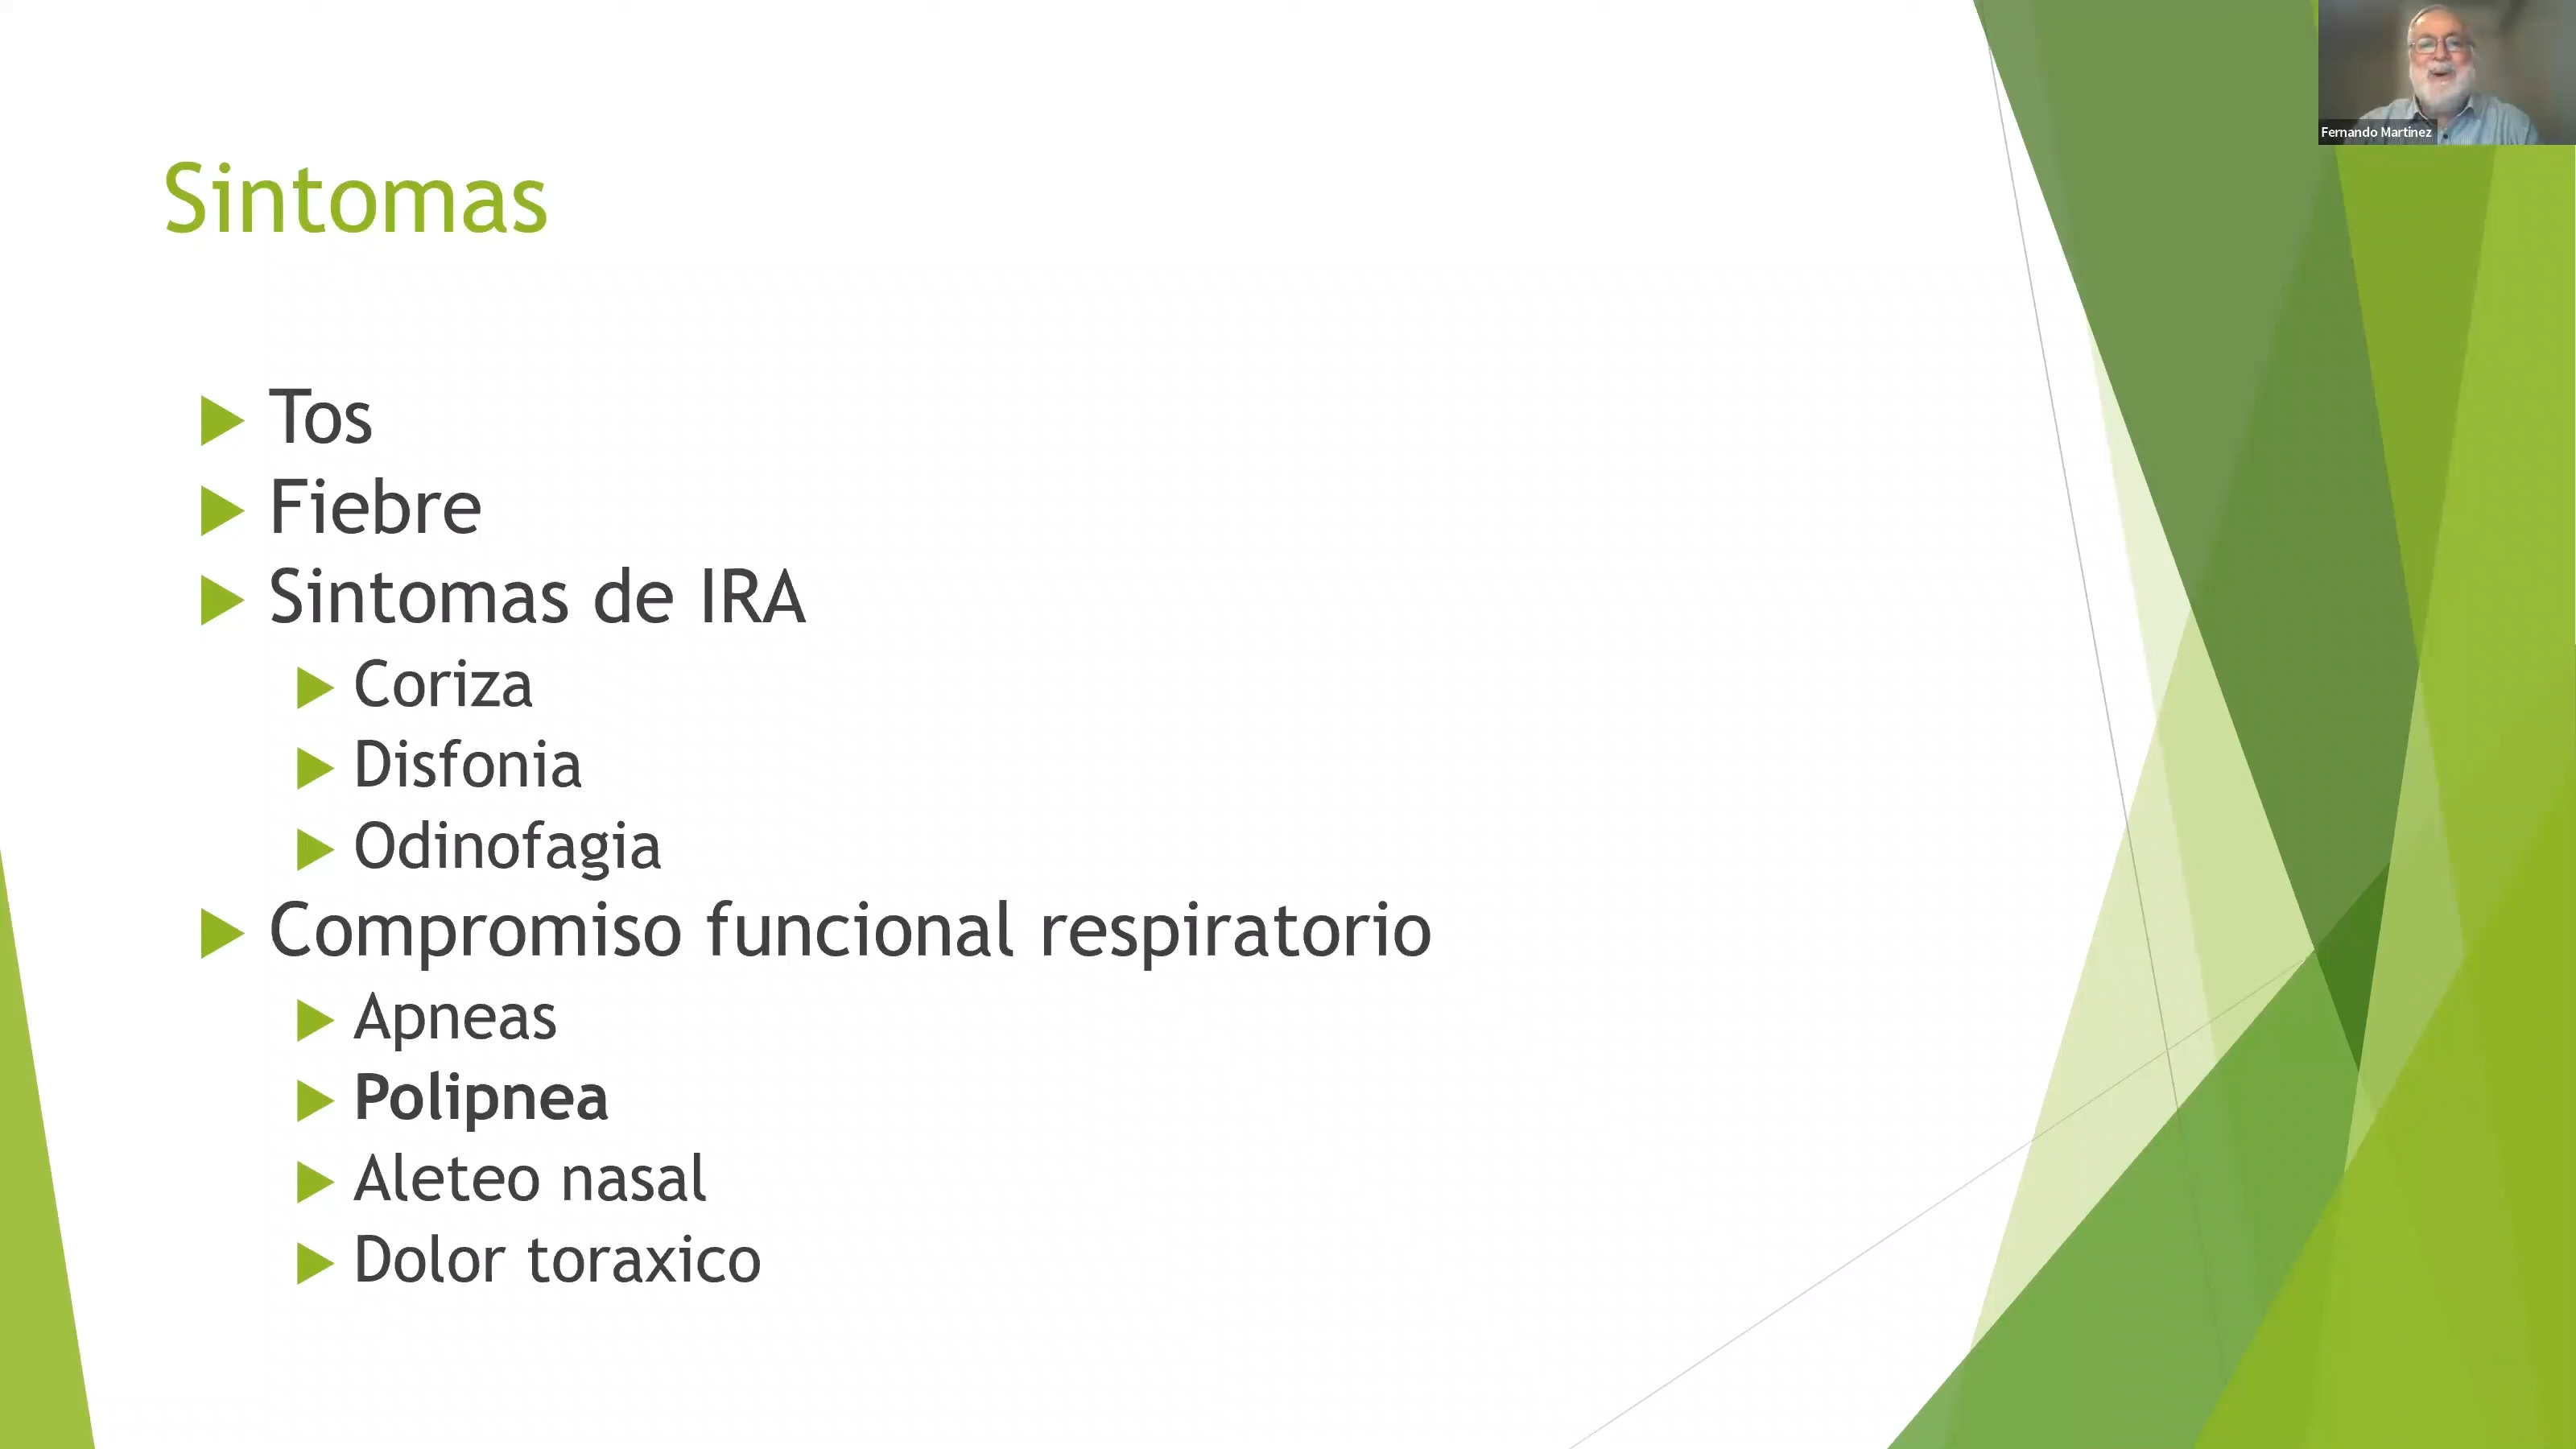 Fernando Martinez
Sintomas
Tos
Fiebre
Sintomas de IRA
Coriza
Disfonia
Odinofagia
Compromiso funcional respiratorio
Apneas
Polipnea
Aleteo nasal
Dolor toraxico